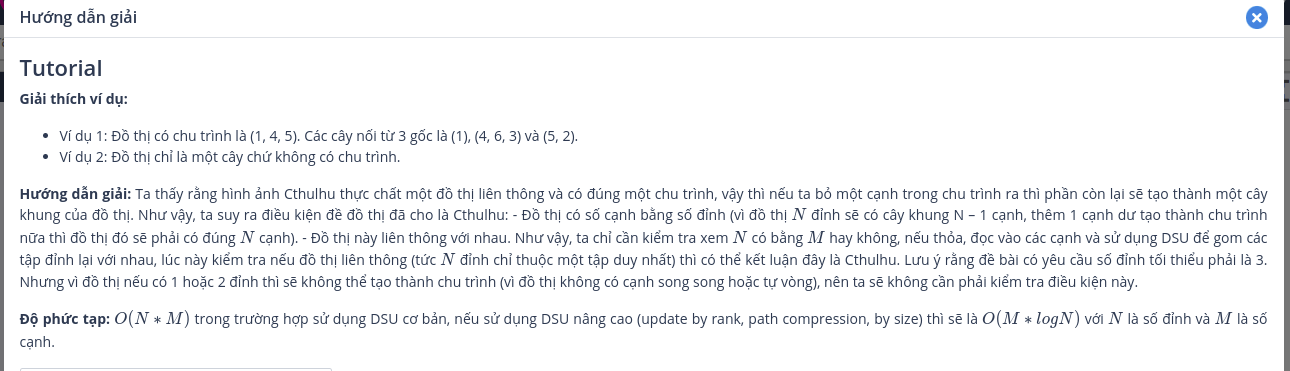 Hướng dẫn giải
Tutorial
Giải thích ví dụ:
Ví dụ 1: Đồ thị có chu trình là (1, 4, 5). Các cây nối từ 3 gốc là (1), (4, 6, 3) và (5, 2).
Ví dụ 2: Đồ thị chỉ là một cây chứ không có chu trình.
Hướng dẫn giải: Ta thấy rằng hình ảnh Cthulhu thực chất một đồ thị liên thông và có đúng một chu trình, vậy thì nếu ta bỏ một cạnh trong chu trình ra thì phần còn lại sẽ tạo thành một cây
khung của đồ thị. Như vậy, ta suy ra điều kiện đề đồ thị đã cho là Cthulhu: - Đồ thị có số cạnh bằng số đỉnh (vì đồ thị N đỉnh sẽ có cây khung N – 1 cạnh, thêm 1 cạnh dư tạo thành chu trình
nữa thì đồ thị đó sẽ phải có đúng N cạnh). - Đồ thị này liên thông với nhau. Như vậy, ta chỉ cần kiểm tra xem N có bằng M hay không, nếu thỏa, đọc vào các cạnh và sử dụng DSU để gom các
tập đỉnh lại với nhau, lúc này kiểm tra nếu đồ thị liên thông (tức N đỉnh chỉ thuộc một tập duy nhất) thì có thể kết luận đây là Cthulhu. Lưu ý rằng đề bài có yêu cầu số đỉnh tối thiểu phải là 3.
Nhưng vì đồ thị nếu có 1 hoặc 2 đỉnh thì sẽ không thể tạo thành chu trình (vì đồ thị không có cạnh song song hoặc tự vòng), nên ta sẽ không cần phải kiểm tra điều kiện này.
Độ phức tạp: O(N * M) trong trường hợp sử dụng DSU cơ bản, nếu sử dụng DSU nâng cao (update by rank, path compression, by size) thì sẽ là O(M * logN) với N là số đỉnh và M là số
cạnh.